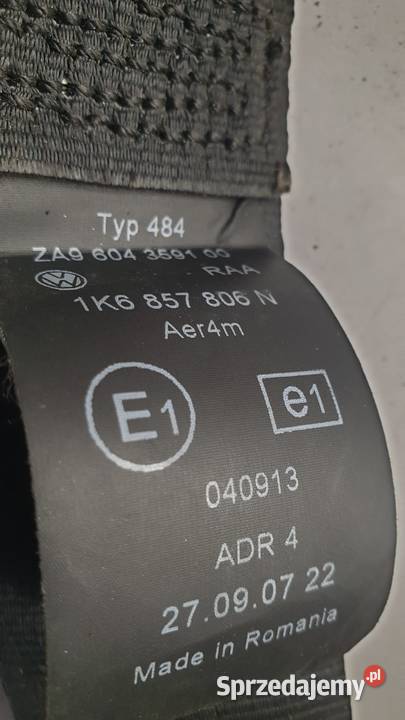 Typ 484
ZA9 604 3591 00
RAA
1K6 857 806 N
Aer4m
E1
e1
040913
ADR 4
27.09.07 22
Made in Romania
Sprzedajemy.pl